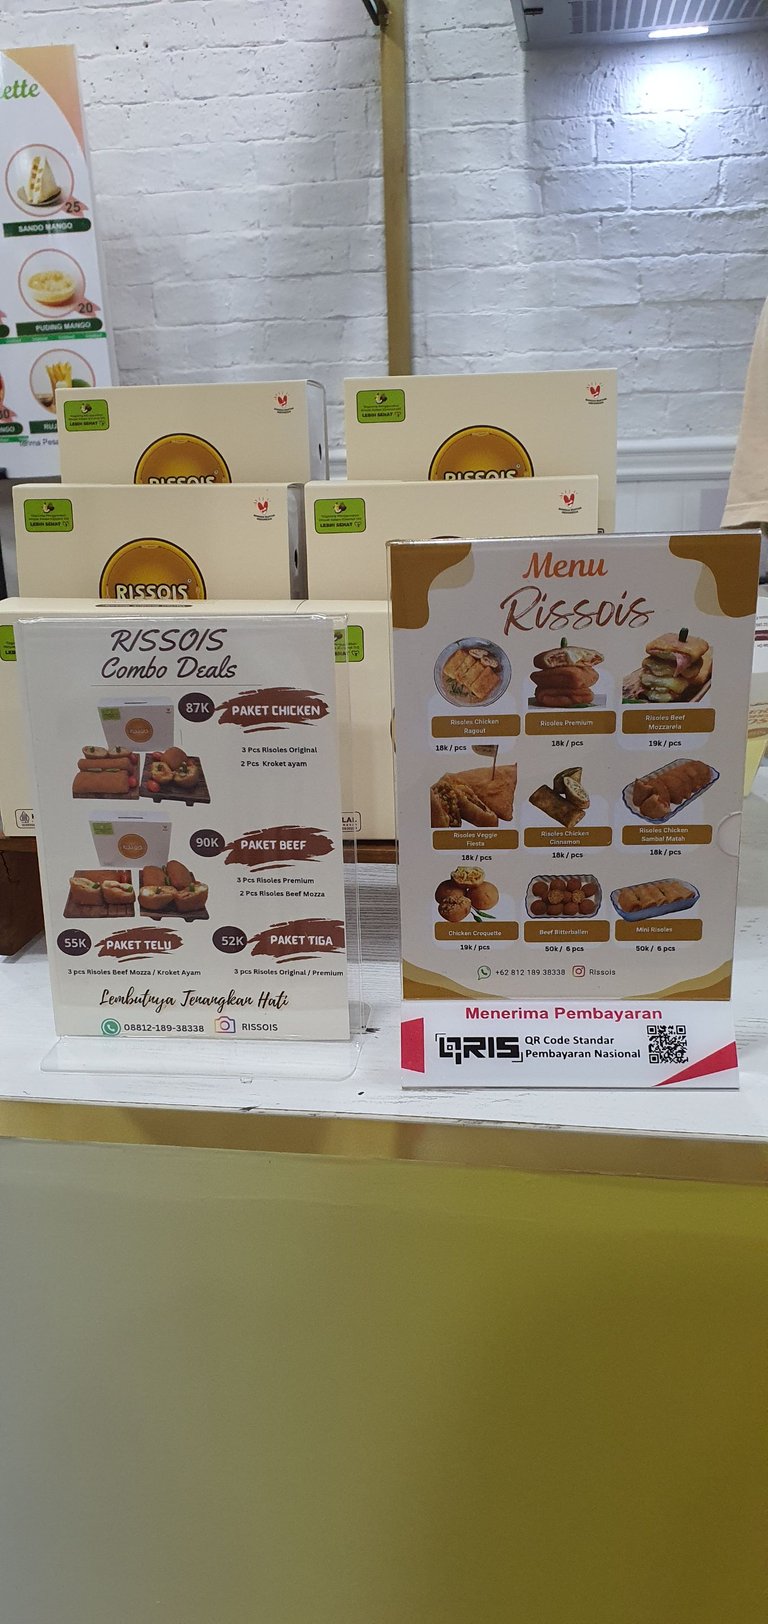 ette
25
SANDO MANGO
20
PUDING MANGO
LEBIH SEHAT
RISSOIS
LEBIH SEHAT
RISSOIS
LEBIH SEHAT
RISSOIS
LEBIH SEHAT
RISSOIS
Combo Deals
87K
PAKET CHICKEN
3 Pcs Risoles Original
2 Pcs Kroket ayam
90K
PAKET BEEF
3 Pcs Risoles Premium
2 Pcs Risoles Beef Mozza
55K
PAKET TELU
3 pcs Risoles Beef Mozza / Kroket Ayam
52K
PAKET TIGA
3 pcs Risoles Original / Premium
Lembutnya Tenangkan Hati
08812-189-38338
RISSOIS
Menu
Rissois
Risoles Chicken
Ragout
18k / pcs
Risoles Premium
18k / pcs
Risoles Beef
Mozzarela
19k / pcs
Risoles Veggie
Fiesta
18k / pcs
Risoles Chicken
Cinnamon
18k / pcs
Risoles Chicken
Sambal Matah
18k / pcs
Chicken Croquette
19k / pcs
Beef Bitterballen
50k / 6 pcs
Mini Risoles
50k / 6 pcs
+62 812 189 38338
Rissois
Menerima Pembayaran
QRIS
QR Code Standar
Pembayaran Nasional